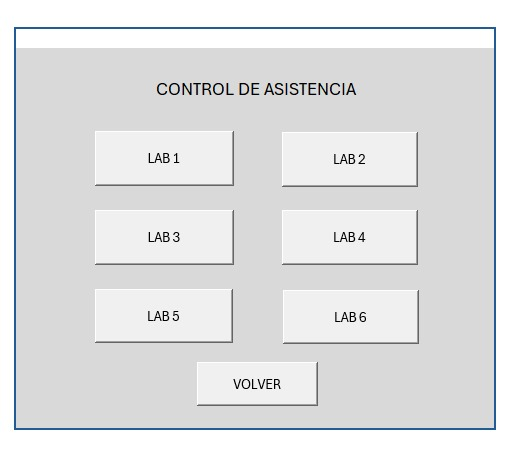 CONTROL DE ASISTENCIA
LAB 1
LAB 2
LAB 3
LAB 4
LAB 5
LAB 6
VOLVER